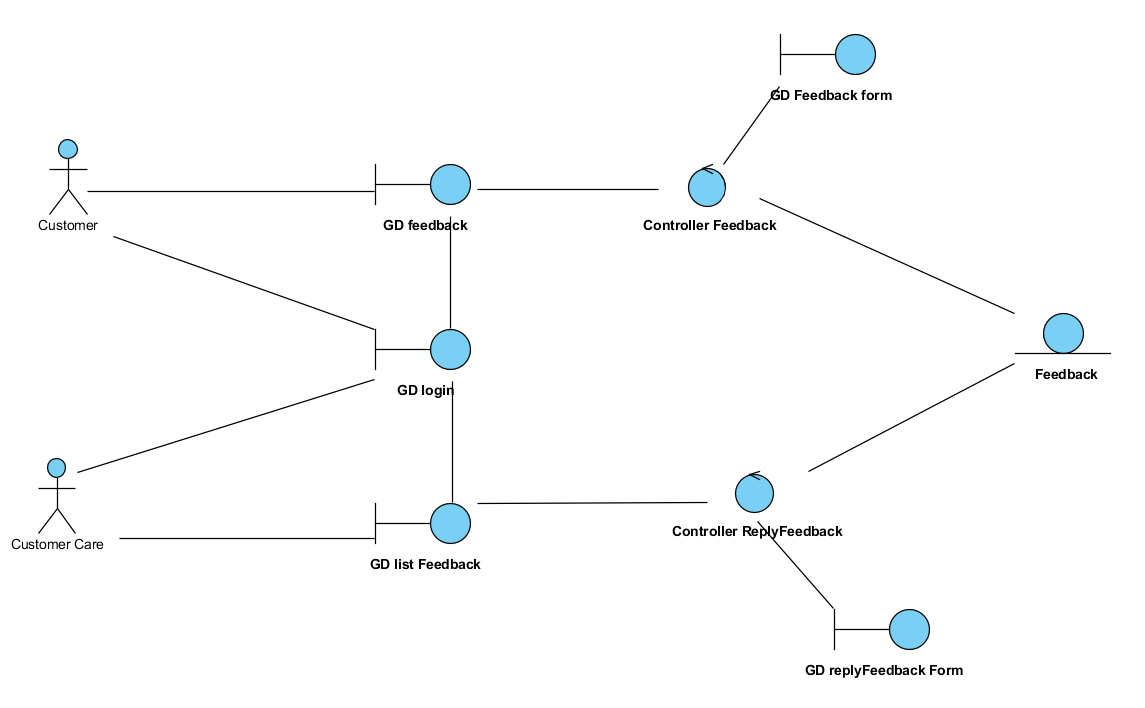 GD Feedback form
Customer
GD feedback
Controller Feedback
Feedback
GD login
Customer Care
GD list Feedback
Controller ReplyFeedback
GD replyFeedback Form